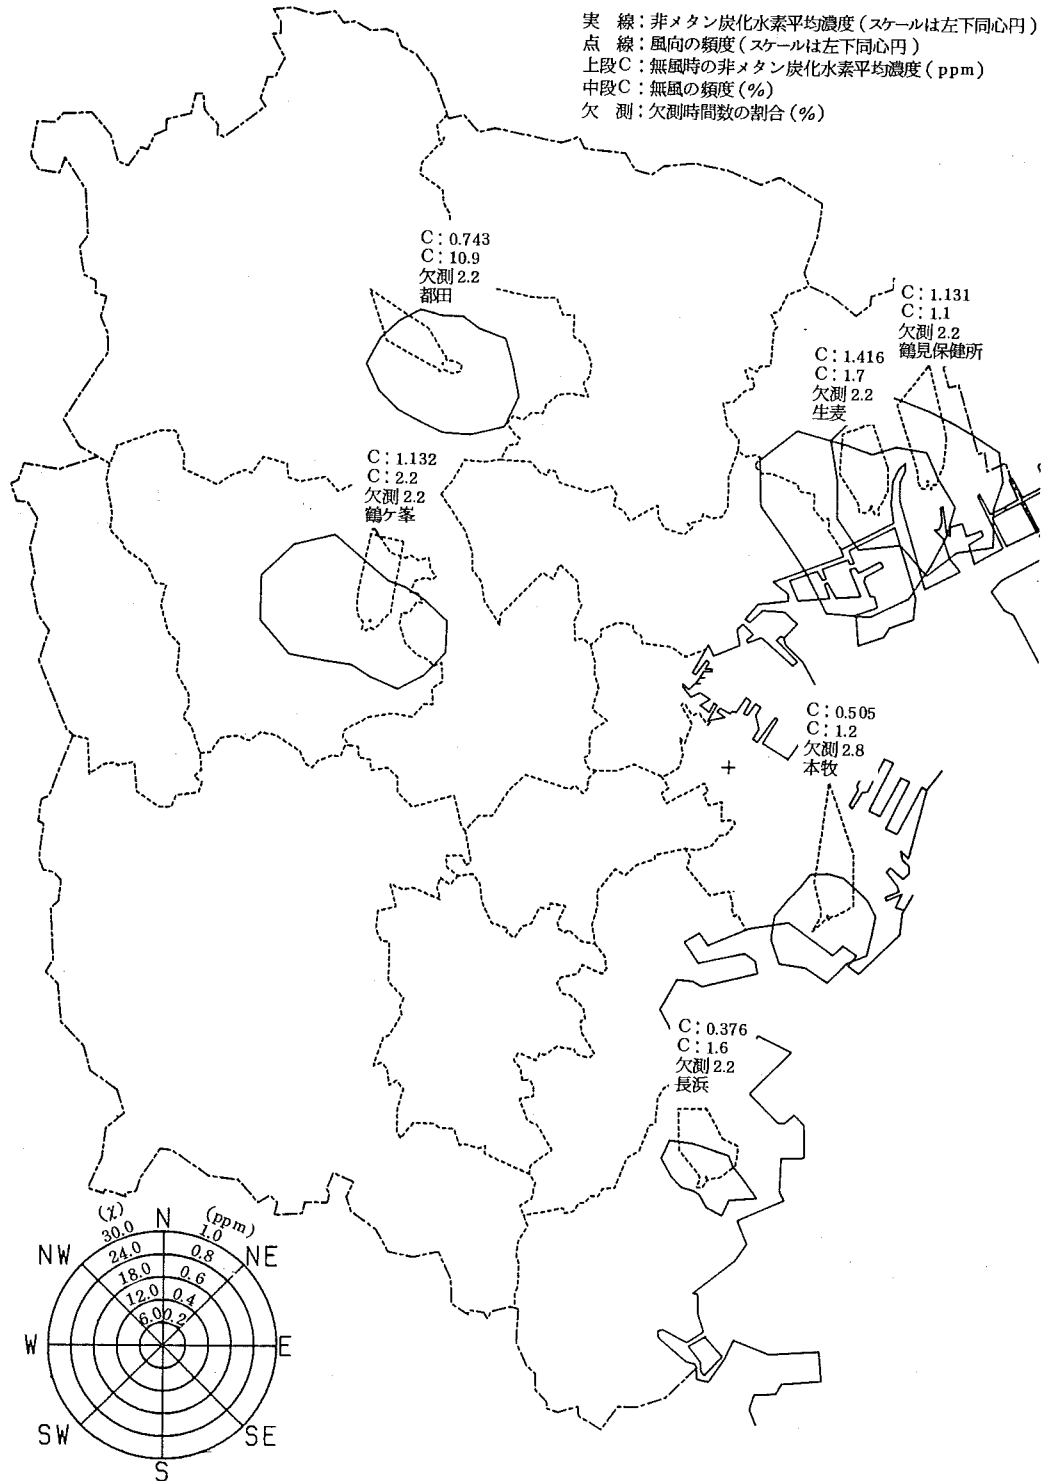 実 線：非メタン炭化水素平均濃度（スケールは左下同心円）
点 線：風向の頻度（スケールは左下同心円）
上段C：無風時の非メタン炭化水素平均濃度（ppm）
中段C：無風の頻度（%）
欠 測：欠測時間数の割合（%）
C：0.743
C：10.9
欠測2.2
都田
C：1.131
C：1.1
欠測2.2
鶴見保健所
C：1.416
C：1.7
欠測2.2
生麦
C：1.132
C：2.2
欠測2.2
鶴ケ峯
C：0.505
C：1.2
欠測2.8
本牧
C：0.376
C：1.6
欠測2.2
長浜
(χ) N (ppm)
30.0 1.0
NW 24.0 0.8 NE
18.0 0.6
12.0 0.4
6.0 0.2
W E
SW SE
S